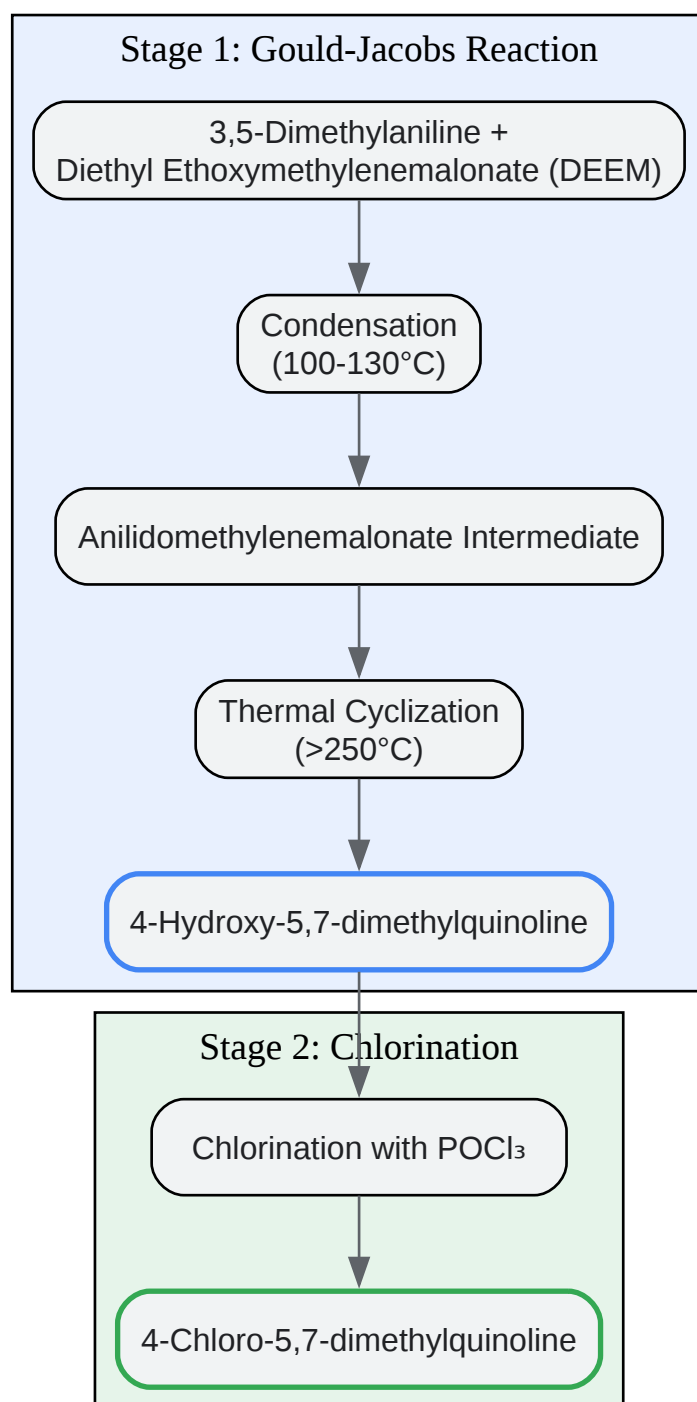 Stage 1: Gould-Jacobs Reaction
3,5-Dimethylaniline +
Diethyl Ethoxymethylenemalonate (DEEM)
Condensation
(100-130°C)
Anilidomethylenemalonate Intermediate
Thermal Cyclization
(>250°C)
4-Hydroxy-5,7-dimethylquinoline
Stage 2: Chlorination
Chlorination with POCl₃
4-Chloro-5,7-dimethylquinoline